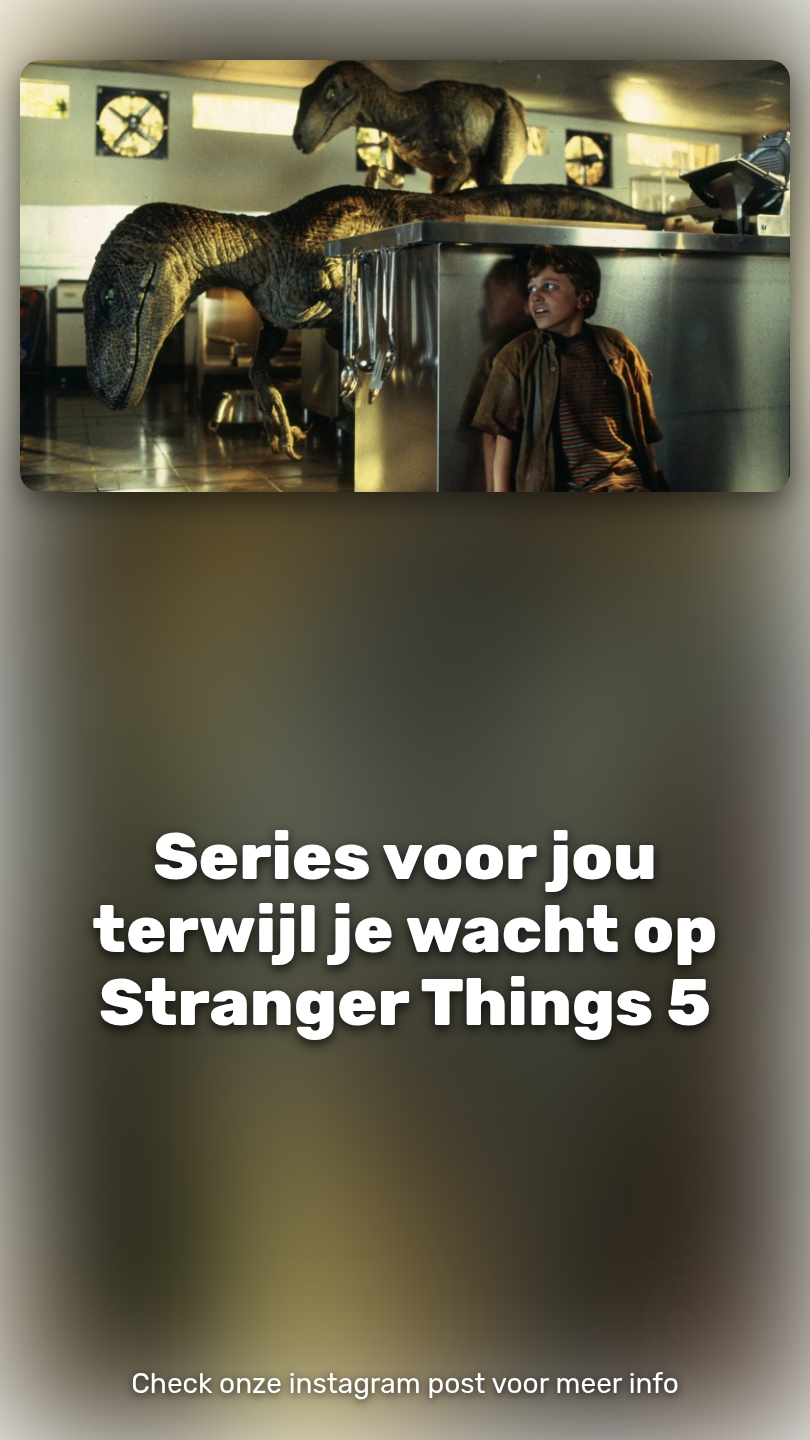 Series voor jou
terwijl je wacht op
Stranger Things 5
Check onze instagram post voor meer info